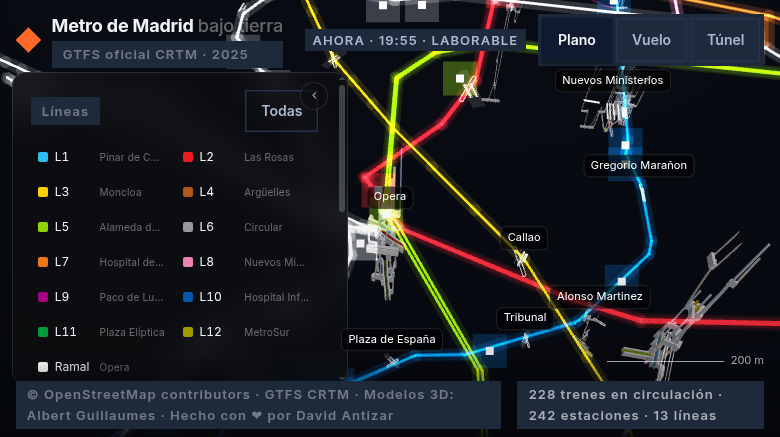 Metro de Madrid bajo tierra
GTFS oficial CRTM · 2025
AHORA · 19:55 · LABORABLE
Plano
Vuelo
Túnel
Líneas
Todas
L1 Pinar de C...
L2 Las Rosas
L3 Moncloa
L4 Argüelles
L5 Alameda d...
L6 Circular
L7 Hospital de...
L8 Nuevos Mi...
L9 Paco de Lu...
L10 Hospital Inf...
L11 Plaza Elíptica
L12 MetroSur
Ramal Opera
Nuevos Ministerios
Gregorio Marañon
Opera
Callao
Alonso Martinez
Tribunal
Plaza de España
200 m
© OpenStreetMap contributors · GTFS CRTM · Modelos 3D:
Albert Guillaumes · Hecho con ❤ por David Antizar
228 trenes en circulación ·
242 estaciones · 13 líneas